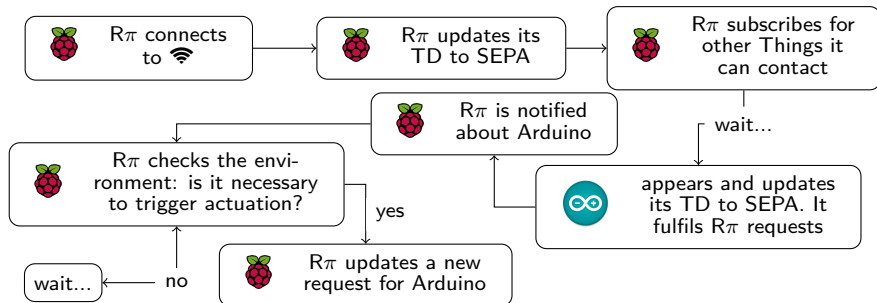 Rπ connects
to
Rπ updates its
TD to SEPA
Rπ subscribes for
other Things it
can contact
wait...
appears and updates
its TD to SEPA. It
fulfils Rπ requests
Rπ is notified
about Arduino
Rπ checks the envi-
ronment: is it necessary
to trigger actuation?
yes
Rπ updates a new
request for Arduino
no
wait...